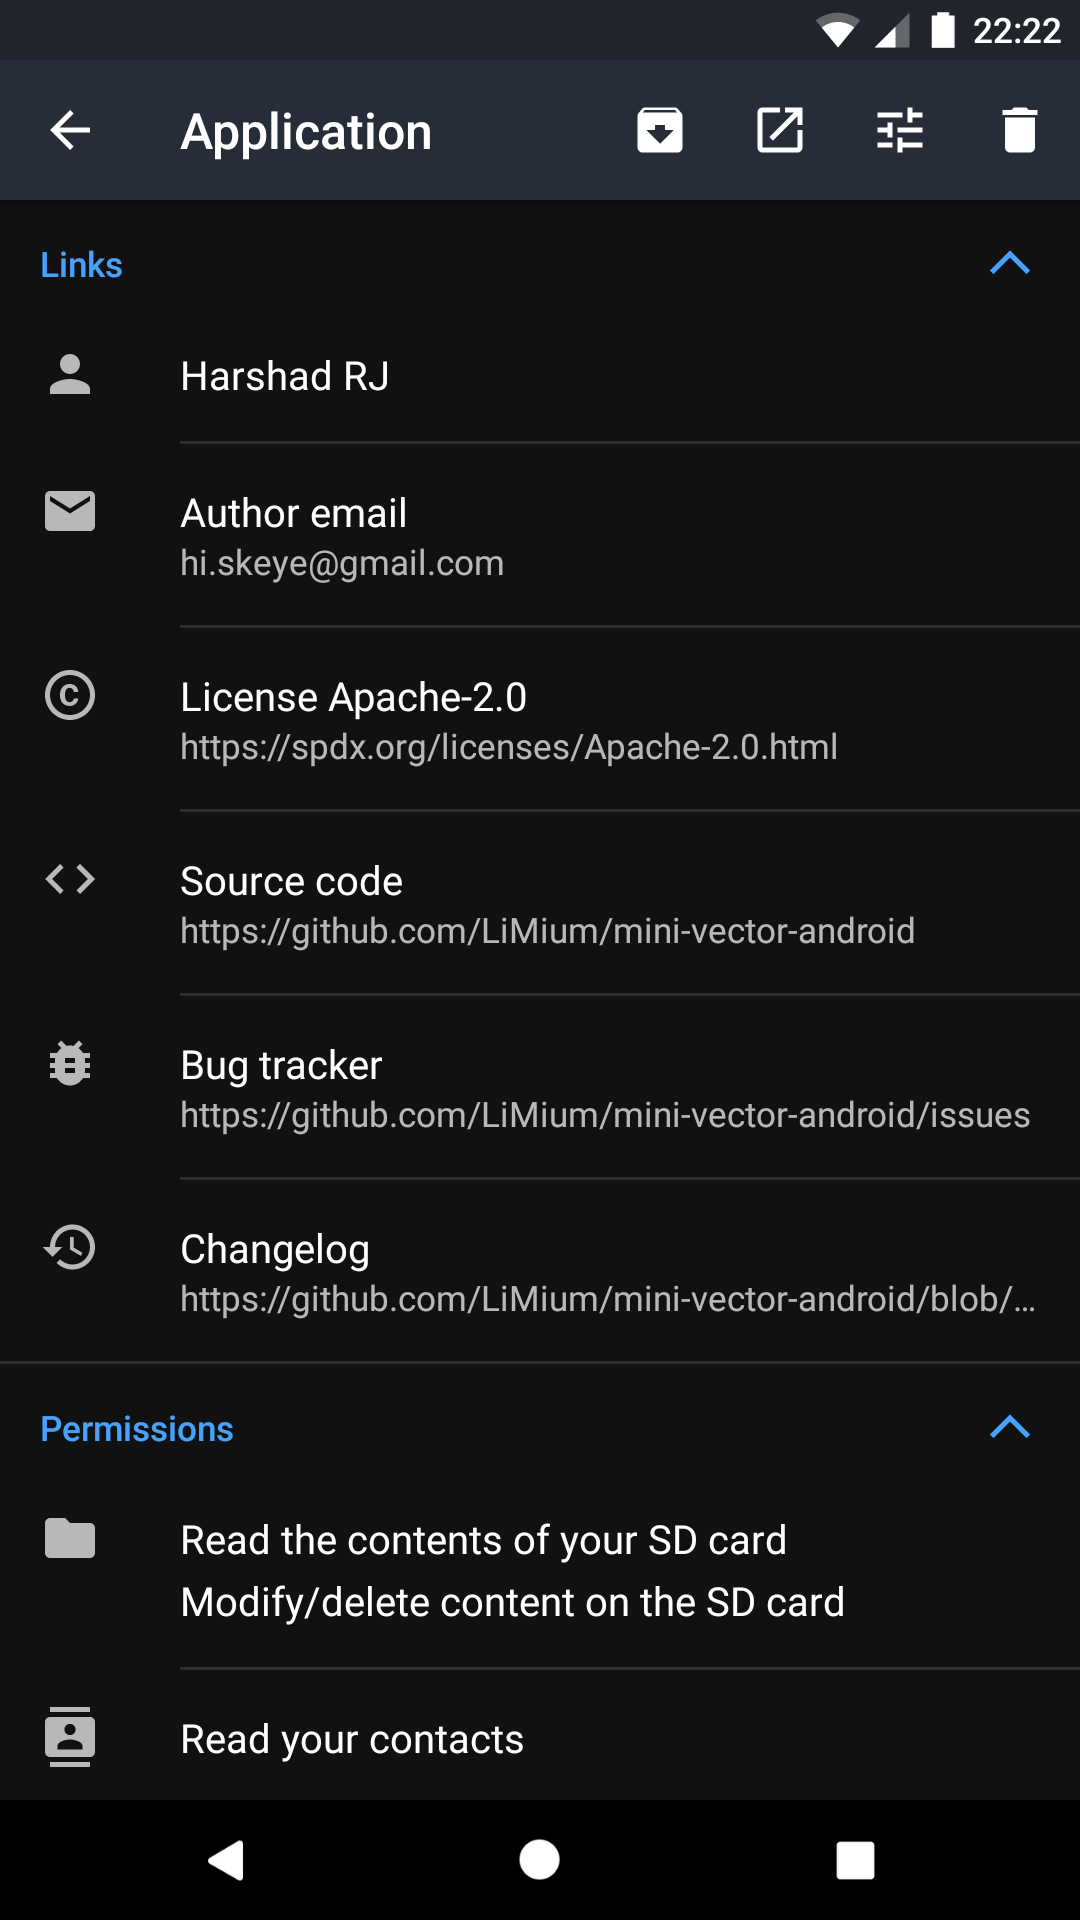 22:22
Application
Links
Harshad RJ
Author email
hi.skeye@gmail.com
License Apache-2.0
https://spdx.org/licenses/Apache-2.0.html
Source code
https://github.com/LiMium/mini-vector-android
Bug tracker
https://github.com/LiMium/mini-vector-android/issues
Changelog
https://github.com/LiMium/mini-vector-android/blob/...
Permissions
Read the contents of your SD card
Modify/delete content on the SD card
Read your contacts